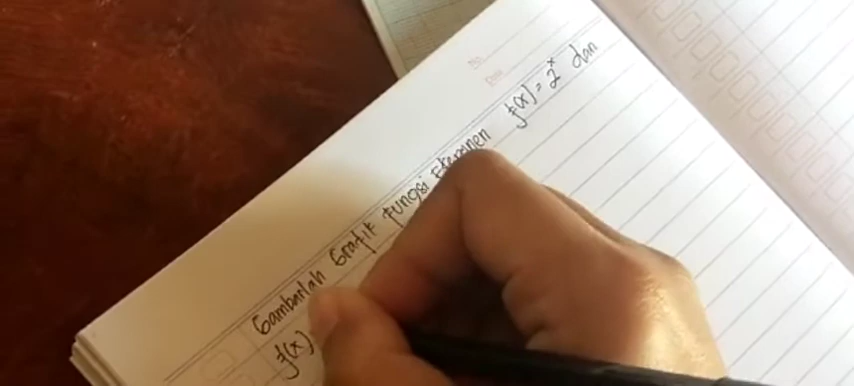 No.
Date
Gambarlah Grafik fungsi Eksponen f(x) = 2^x dan
f(x)